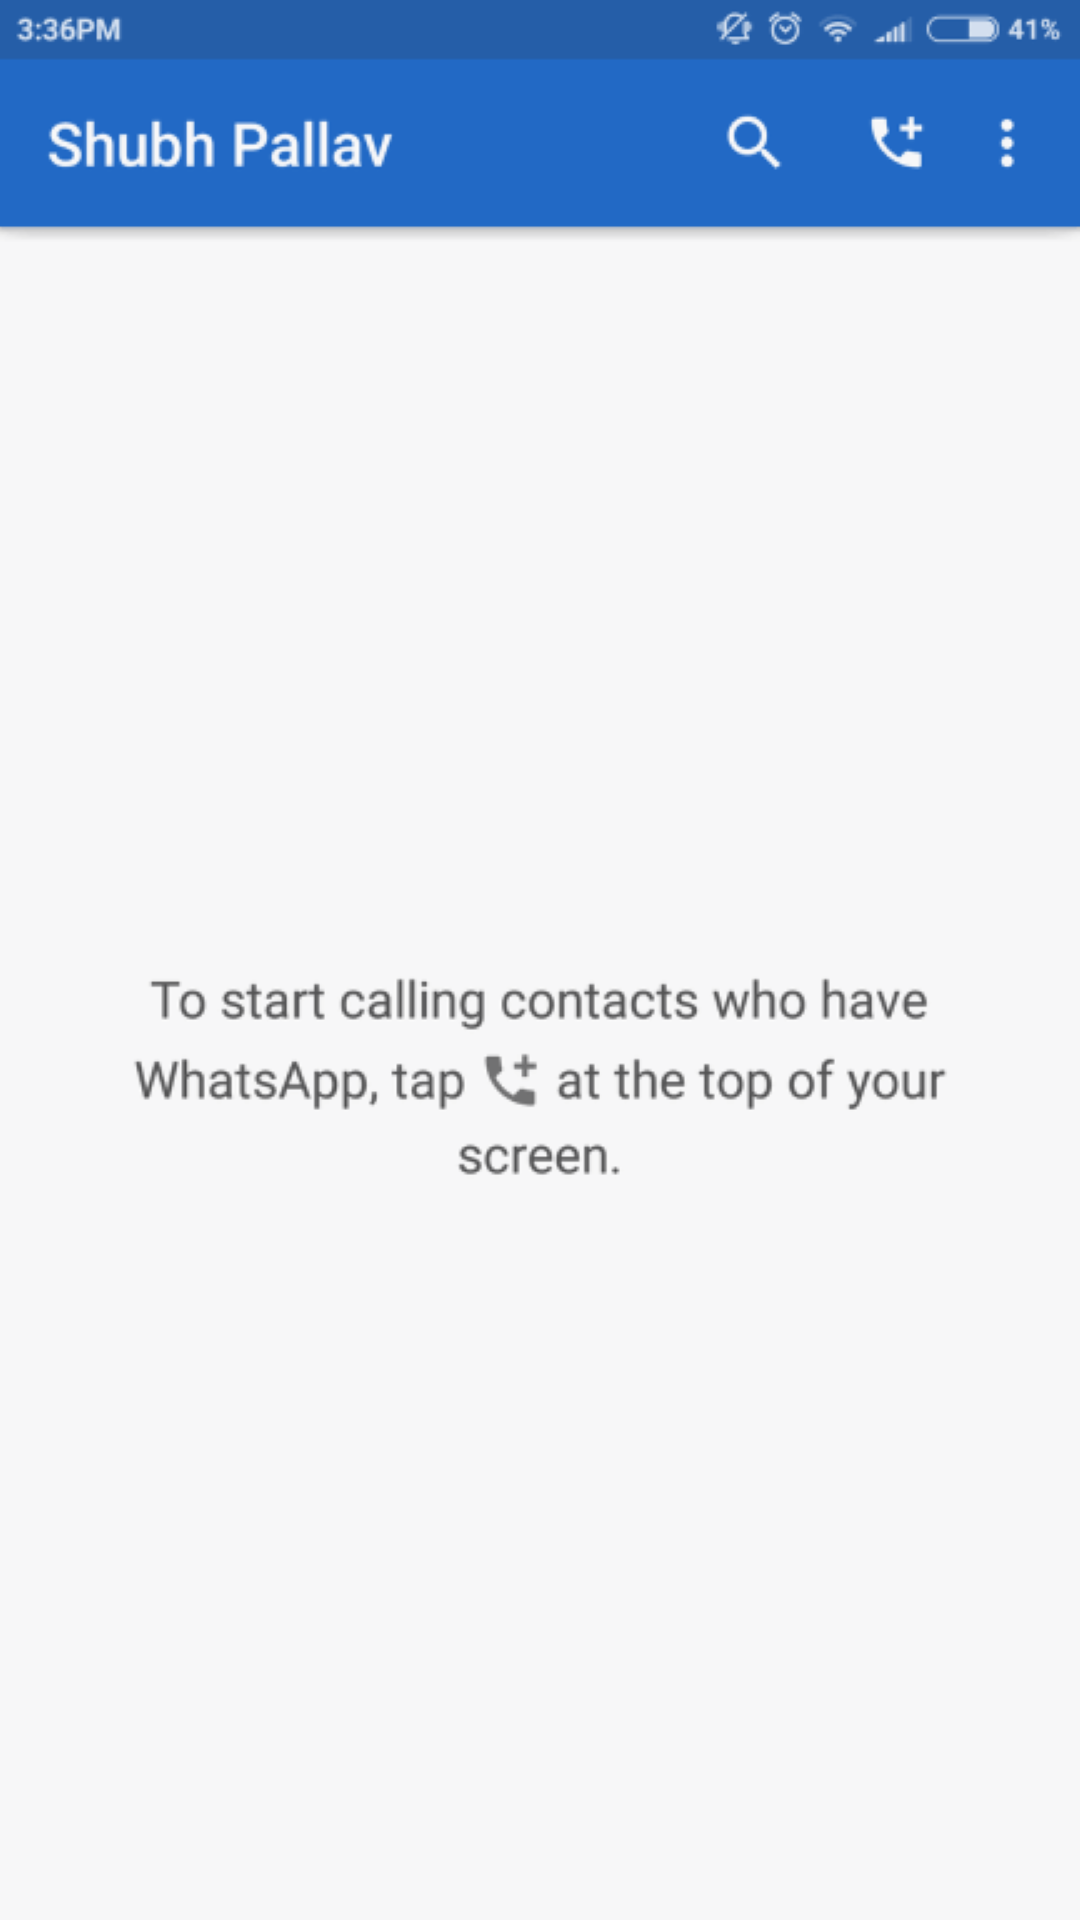 3:36PM 41%
Shubh Pallav
To start calling contacts who have
WhatsApp, tap at the top of your
screen.